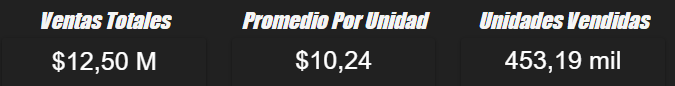 Ventas Totales
Promedio Por Unidad
Unidades Vendidas
$12,50 M
$10,24
453,19 mil